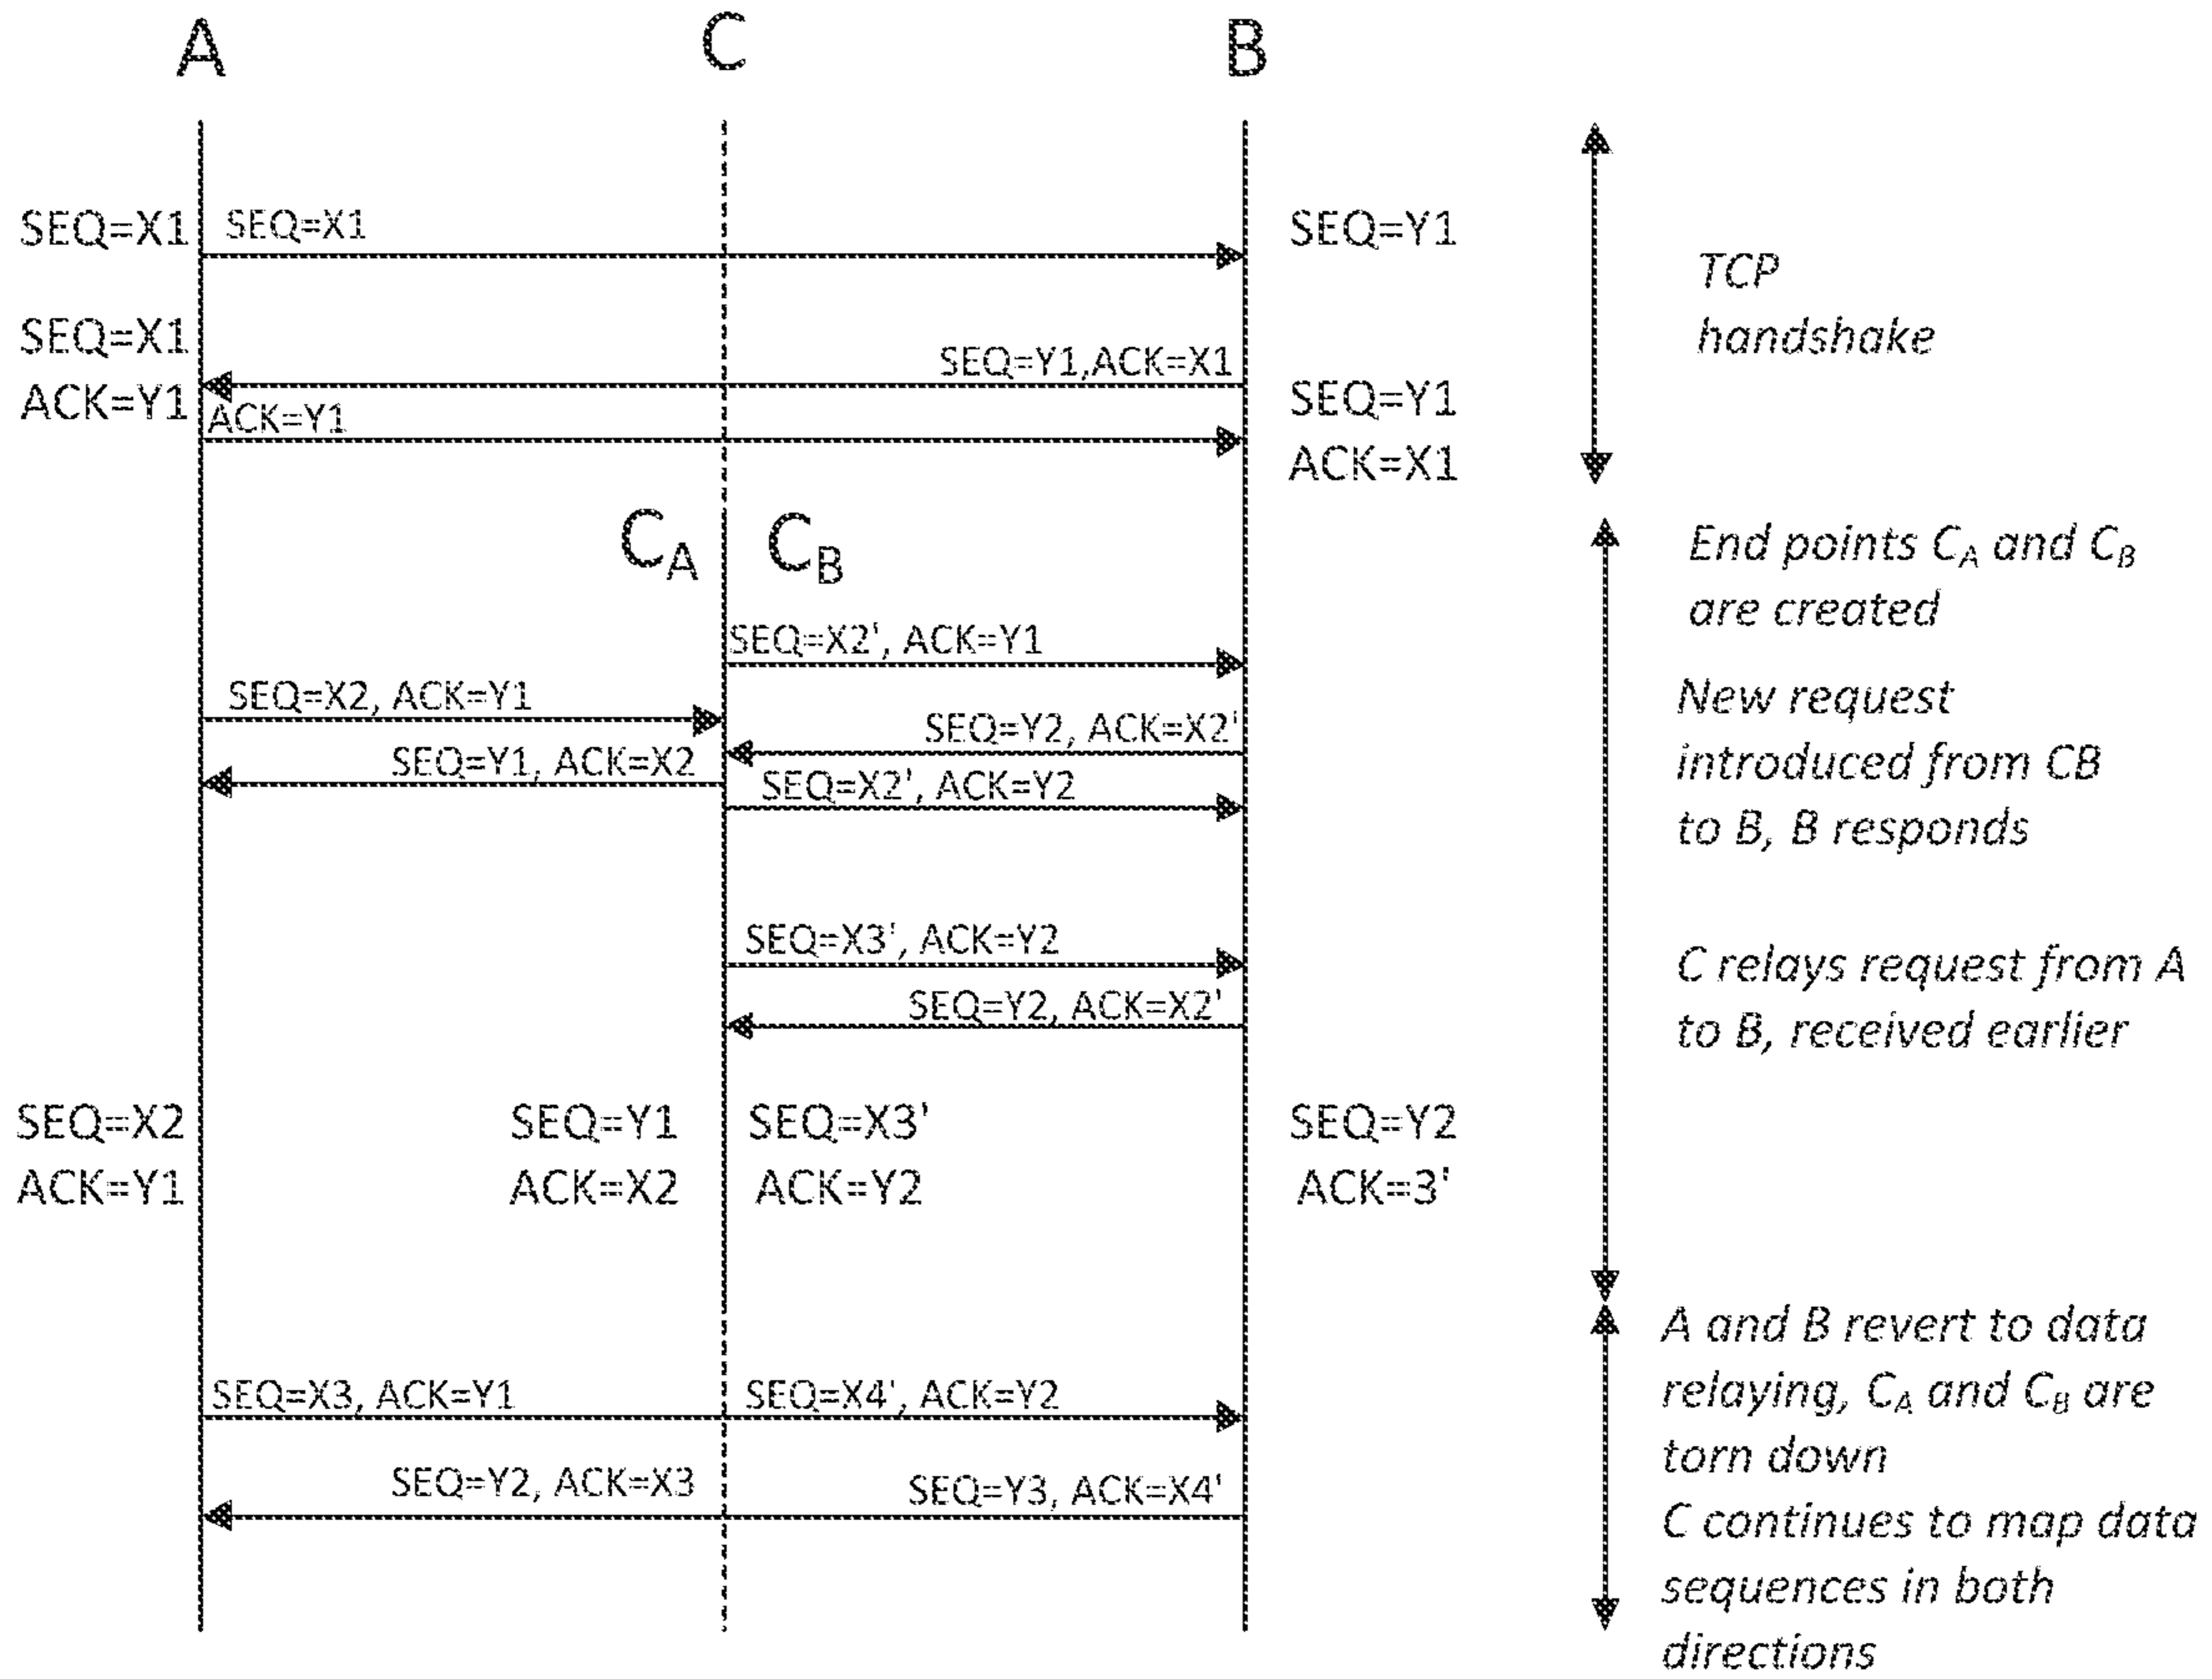 A C B
SEQ=X1 SEQ=X1 SEQ=Y1
TCP
handshake
SEQ=X1
ACK=Y1
SEQ=Y1,ACK=X1
ACK=Y1
SEQ=Y1
ACK=X1
C_A C_B
End points C_A and C_B
are created
SEQ=X2', ACK=Y1
SEQ=X2, ACK=Y1
SEQ=Y2, ACK=X2'
SEQ=Y1, ACK=X2
SEQ=X2', ACK=Y2
New request
introduced from CB
to B, B responds
SEQ=X3', ACK=Y2
SEQ=Y2, ACK=X2'
C relays request from A
to B, received earlier
SEQ=X2
ACK=Y1
SEQ=Y1
ACK=X2
SEQ=X3'
ACK=Y2
SEQ=Y2
ACK=3'
SEQ=X3, ACK=Y1 SEQ=X4', ACK=Y2
SEQ=Y2, ACK=X3 SEQ=Y3, ACK=X4'
A and B revert to data
relaying, C_A and C_B are
torn down
C continues to map data
sequences in both
directions